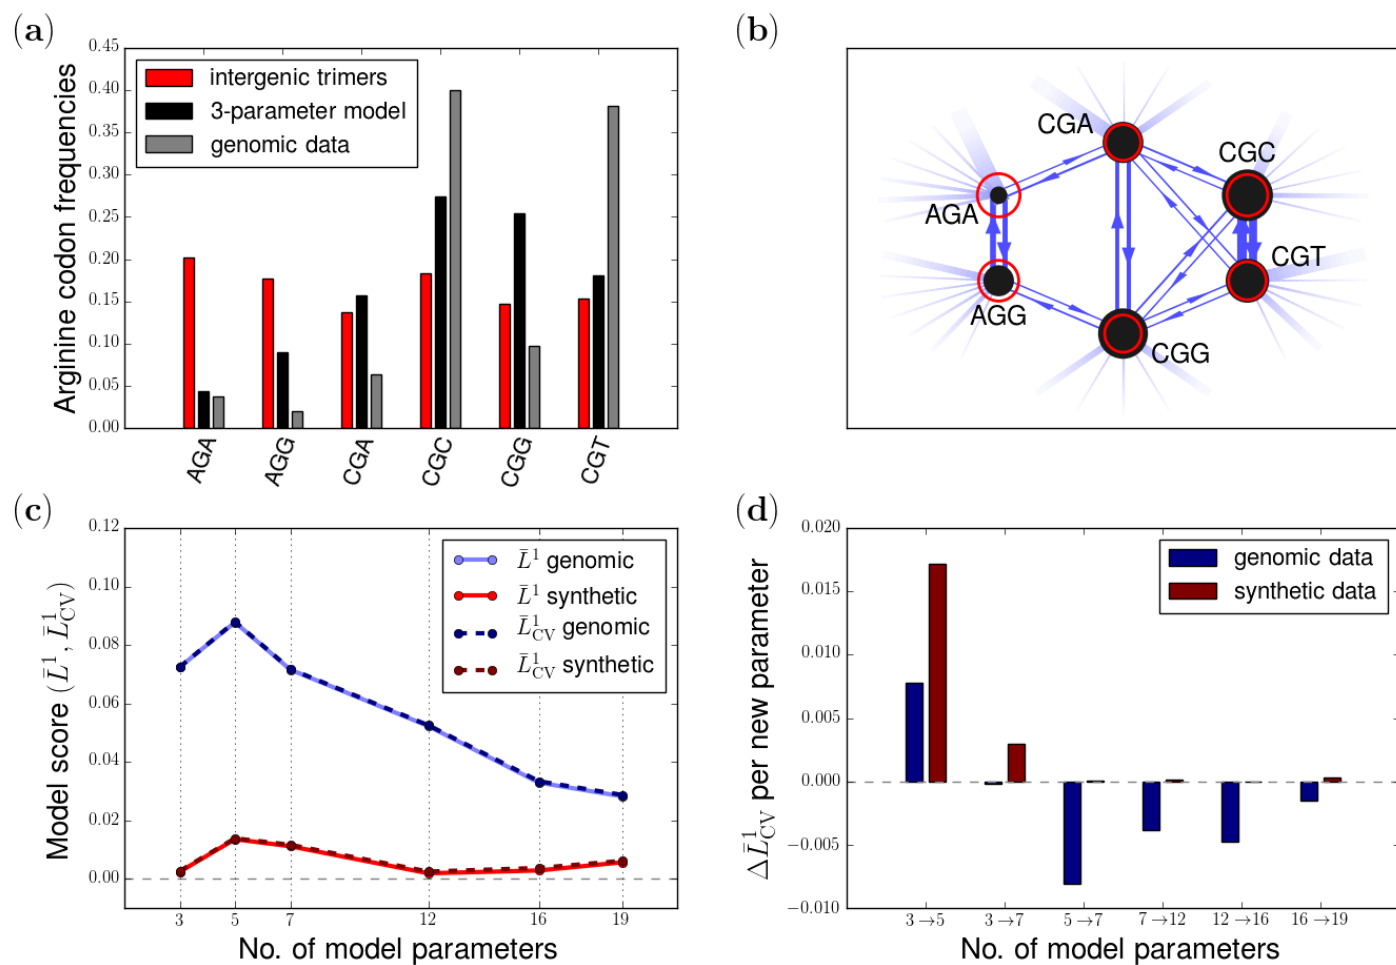 (a)
Arginine codon frequencies
0.45
0.40
0.35
0.30
0.25
0.20
0.15
0.10
0.05
0.00
intergenic trimers
3-parameter model
genomic data
AGA AGG CGA CGC CGG CGT
(b)
CGA
CGC
AGA
CGT
AGG
CGG
(c)
Model score (L̄¹, L̄¹_CV)
0.12
0.10
0.08
0.06
0.04
0.02
0.00
L̄¹ genomic
L̄¹ synthetic
L̄¹_CV genomic
L̄¹_CV synthetic
3 5 7 12 16 19
No. of model parameters
(d)
ΔL̄¹_CV per new parameter
0.020
0.015
0.010
0.005
0.000
−0.005
−0.010
genomic data
synthetic data
3→5 3→7 5→7 7→12 12→16 16→19
No. of model parameters